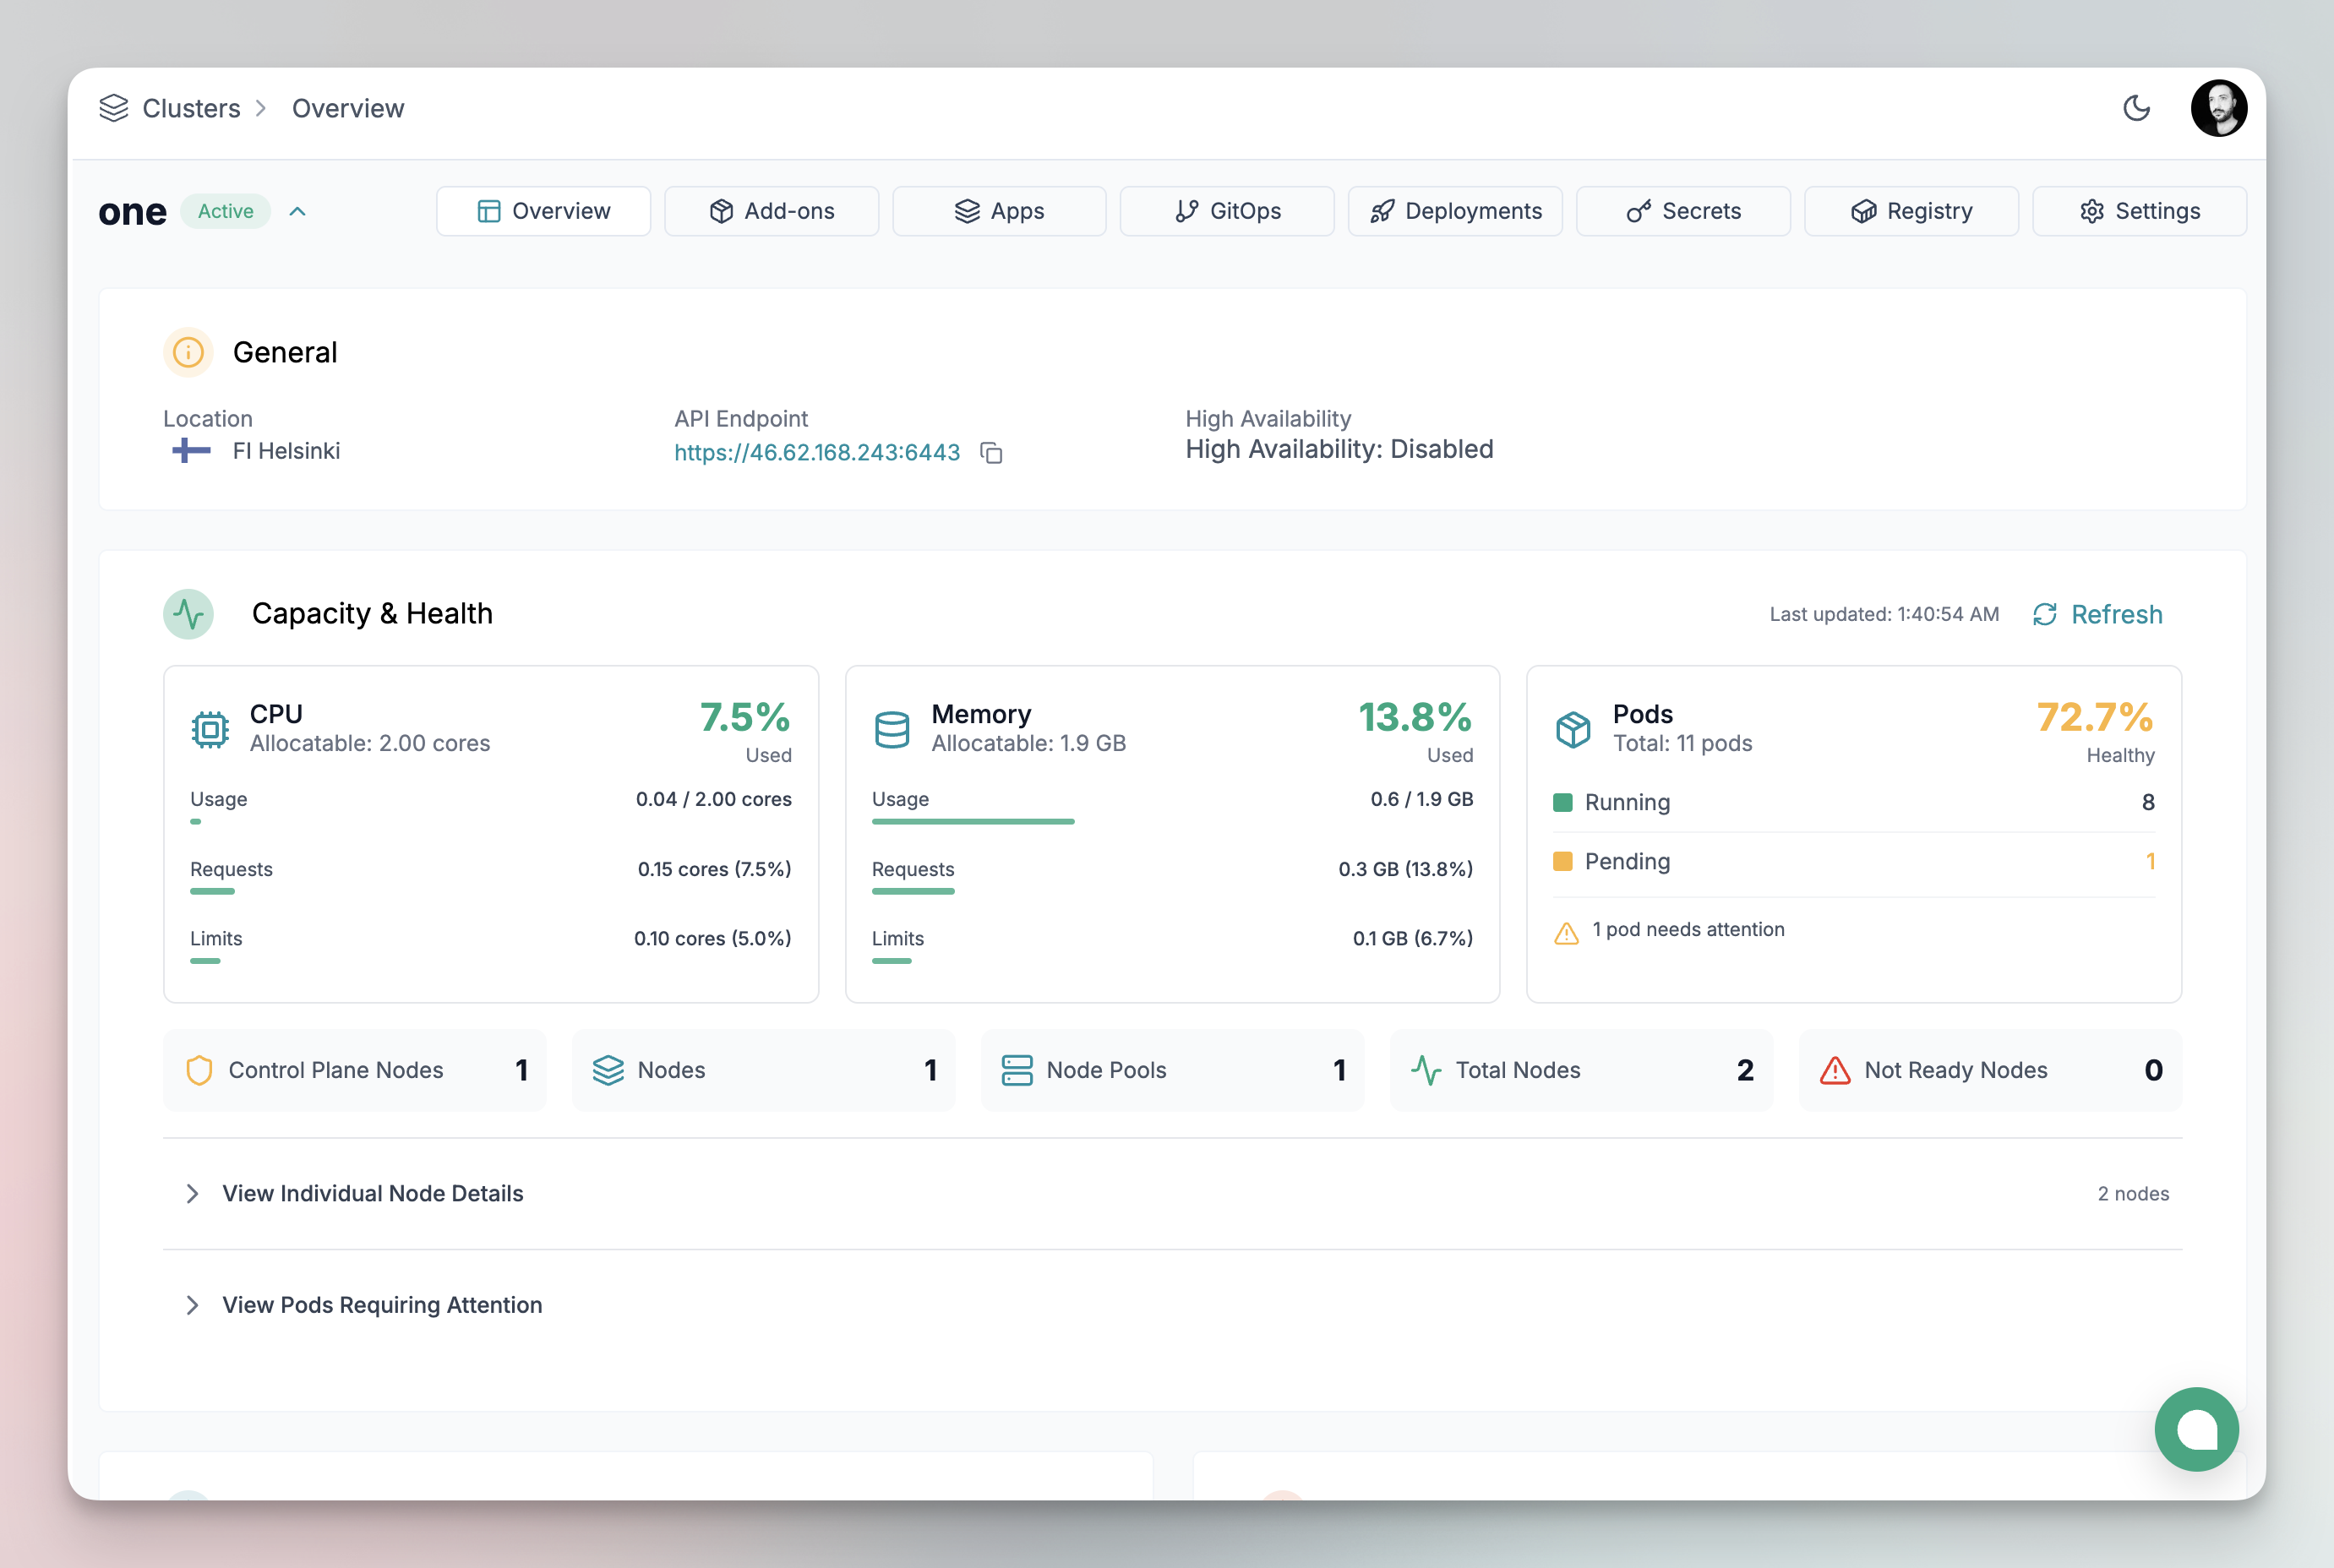 Clusters > Overview
one Active Overview Add-ons Apps GitOps Deployments Secrets Registry Settings
General
Location API Endpoint High Availability
FI Helsinki https://46.62.168.243:6443 High Availability: Disabled
Capacity & Health Last updated: 1:40:54 AM Refresh
CPU
Allocatable: 2.00 cores
7.5%
Used
Usage 0.04 / 2.00 cores
Requests 0.15 cores (7.5%)
Limits 0.10 cores (5.0%)
Memory
Allocatable: 1.9 GB
13.8%
Used
Usage 0.6 / 1.9 GB
Requests 0.3 GB (13.8%)
Limits 0.1 GB (6.7%)
Pods
Total: 11 pods
72.7%
Healthy
Running 8
Pending 1
1 pod needs attention
Control Plane Nodes 1
Nodes 1
Node Pools 1
Total Nodes 2
Not Ready Nodes 0
View Individual Node Details 2 nodes
View Pods Requiring Attention